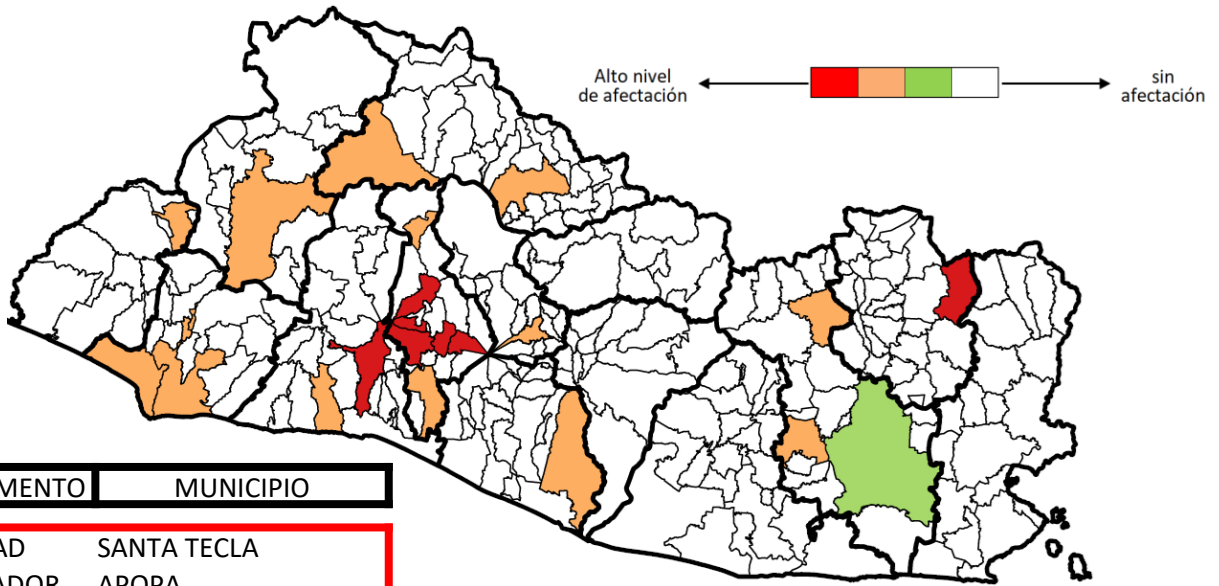 Alto nivel
de afectación
sin
afectación
MENTO MUNICIPIO
AD SANTA TECLA
ADOR APOPA